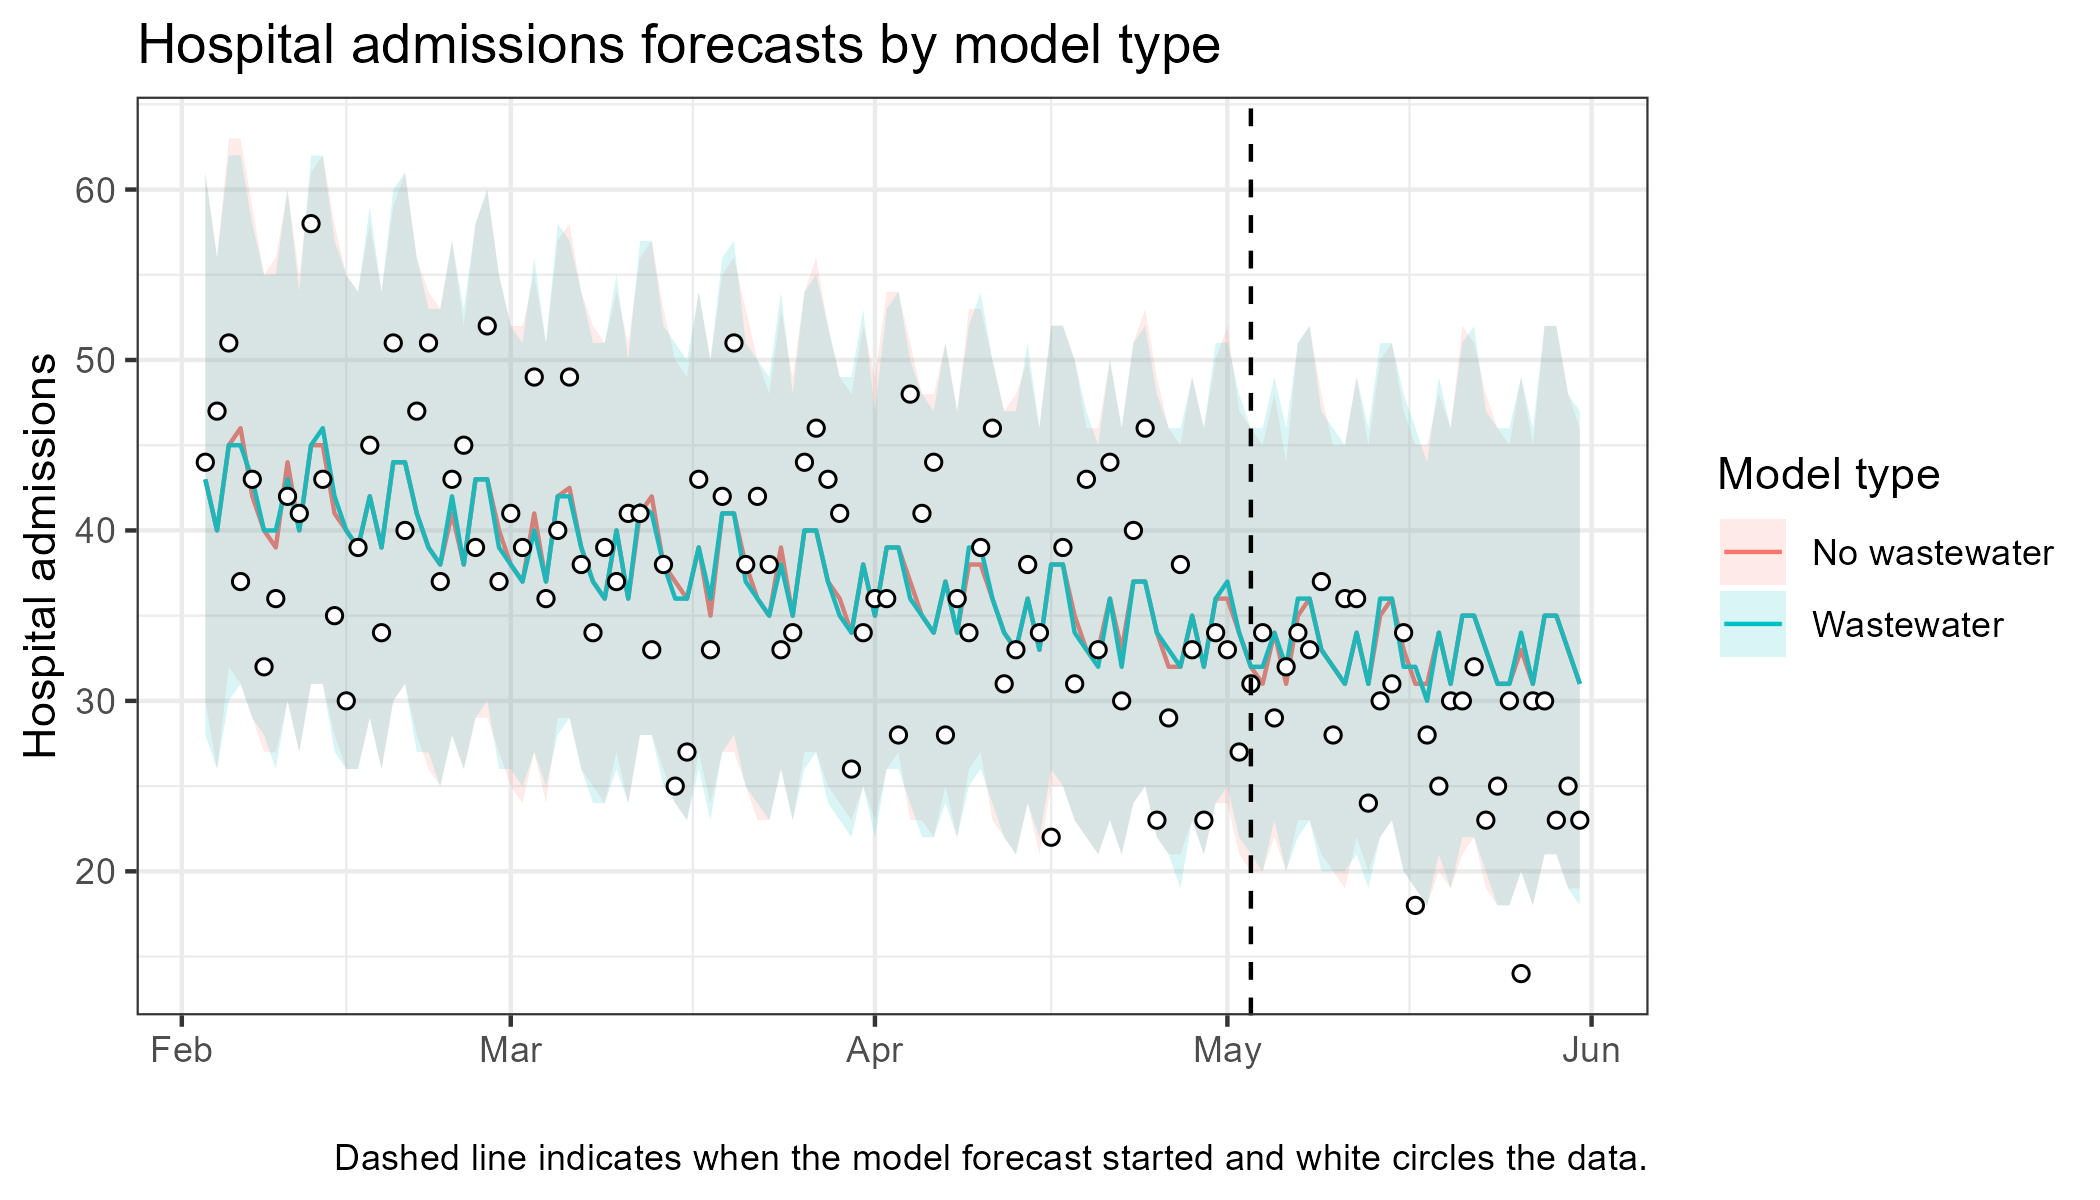 Hospital admissions forecasts by model type
Hospital admissions
60
50
40
30
20
Feb
Mar
Apr
May
Jun
Model type
No wastewater
Wastewater
Dashed line indicates when the model forecast started and white circles the data.